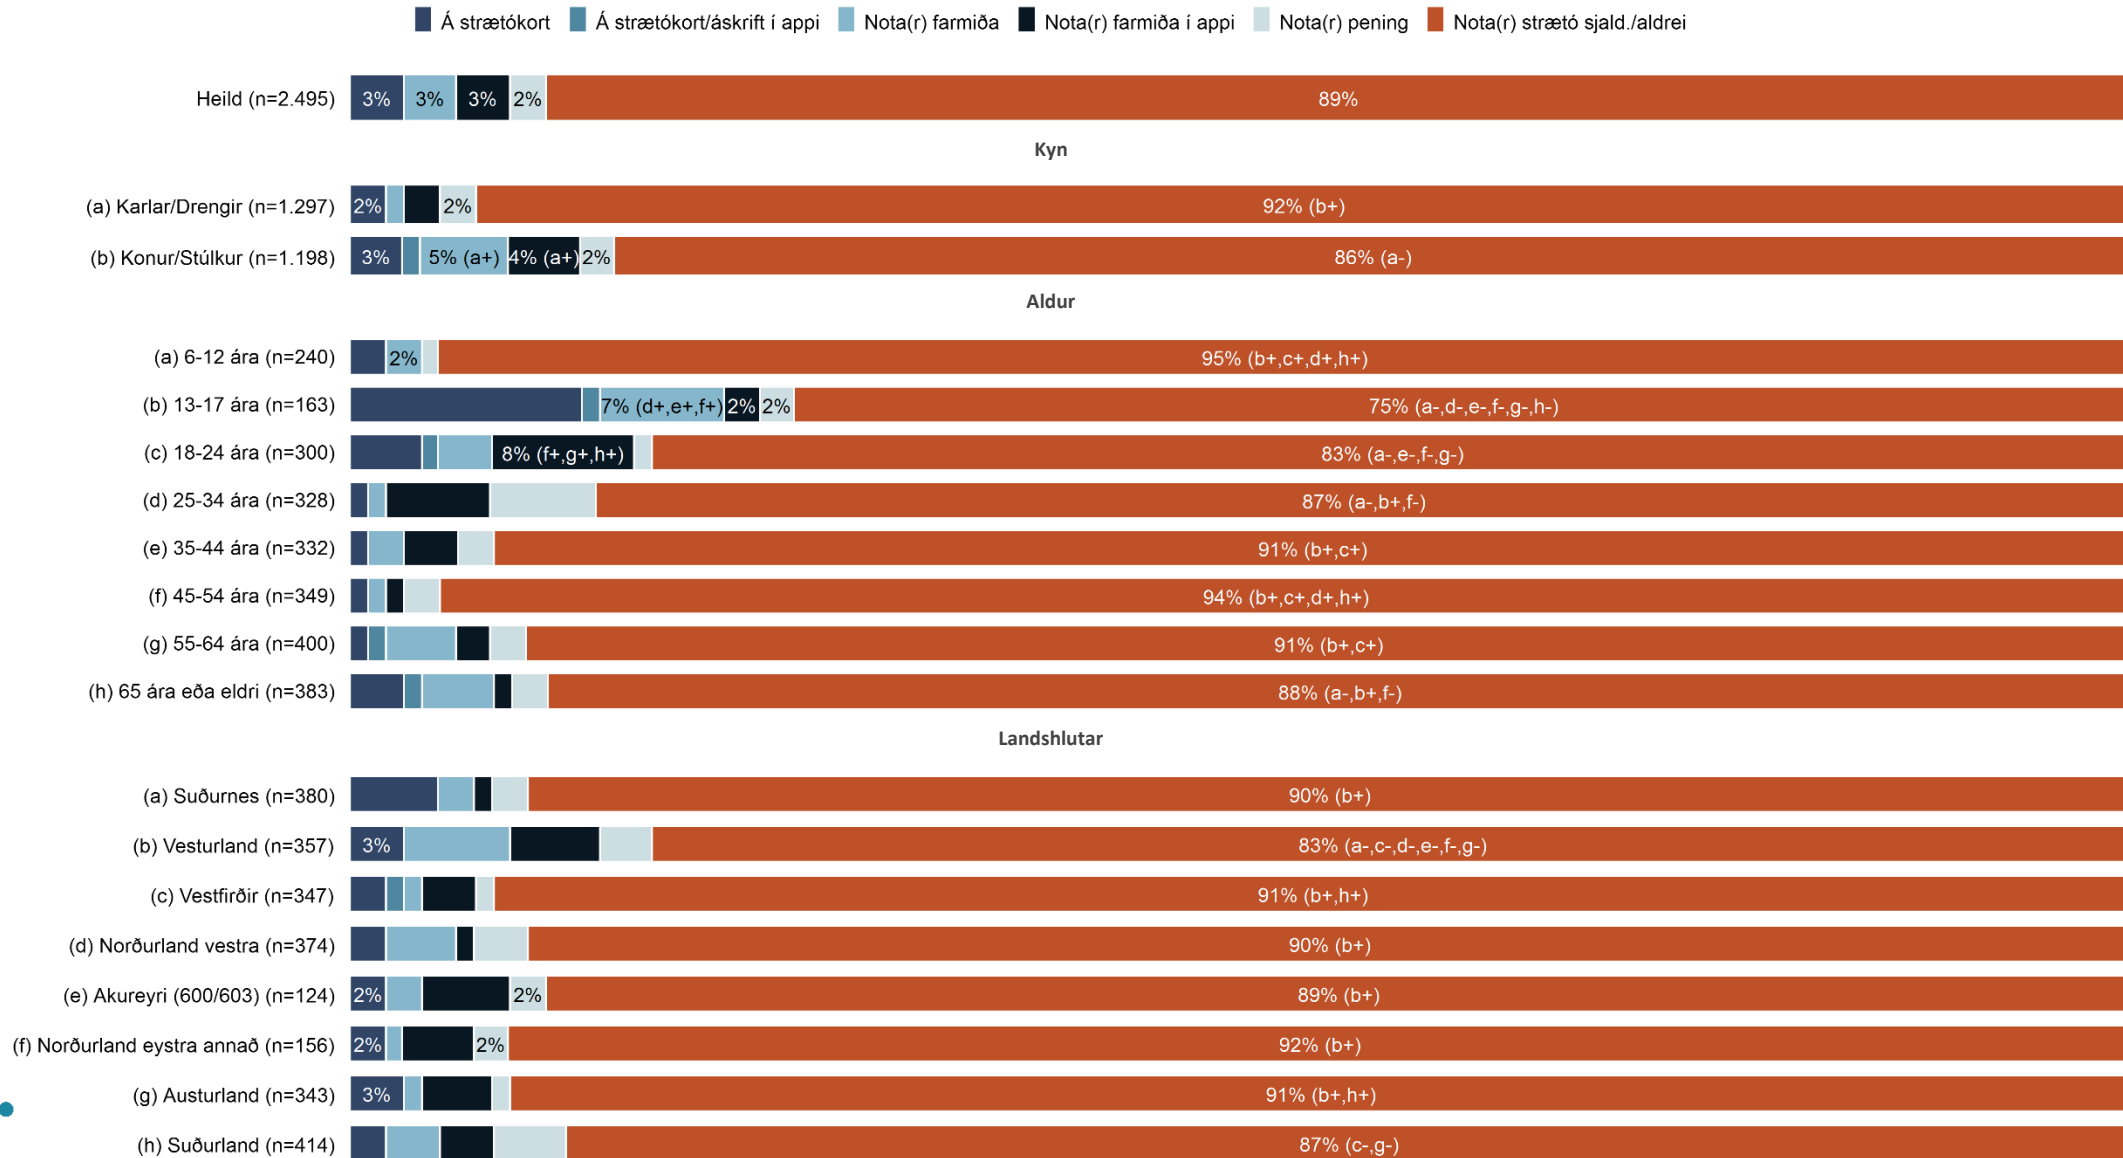 Á strætókort Á strætókort/áskrift í appi Nota(r) farmiða Nota(r) farmiða í appi Nota(r) pening Nota(r) strætó sjald./aldrei
Heild (n=2.495) 3% 3% 3% 2% 89%
Kyn
(a) Karlar/Drengir (n=1.297) 2% 2% 92% (b+)
(b) Konur/Stúlkur (n=1.198) 3% 5% (a+) 4% (a+) 2% 86% (a-)
Aldur
(a) 6-12 ára (n=240) 2% 95% (b+,c+,d+,h+)
(b) 13-17 ára (n=163) 7% (d+,e+,f+) 2% 2% 75% (a-,d-,e-,f-,g-,h-)
(c) 18-24 ára (n=300) 8% (f+,g+,h+) 83% (a-,e-,f-,g-)
(d) 25-34 ára (n=328) 87% (a-,b+,f-)
(e) 35-44 ára (n=332) 91% (b+,c+)
(f) 45-54 ára (n=349) 94% (b+,c+,d+,h+)
(g) 55-64 ára (n=400) 91% (b+,c+)
(h) 65 ára eða eldri (n=383) 88% (a-,b+,f-)
Landshlutar
(a) Suðurnes (n=380) 90% (b+)
(b) Vesturland (n=357) 3% 83% (a-,c-,d-,e-,f-,g-)
(c) Vestfirðir (n=347) 91% (b+,h+)
(d) Norðurland vestra (n=374) 90% (b+)
(e) Akureyri (600/603) (n=124) 2% 2% 89% (b+)
(f) Norðurland eystra annað (n=156) 2% 2% 92% (b+)
(g) Austurland (n=343) 3% 91% (b+,h+)
(h) Suðurland (n=414) 87% (c-,g-)